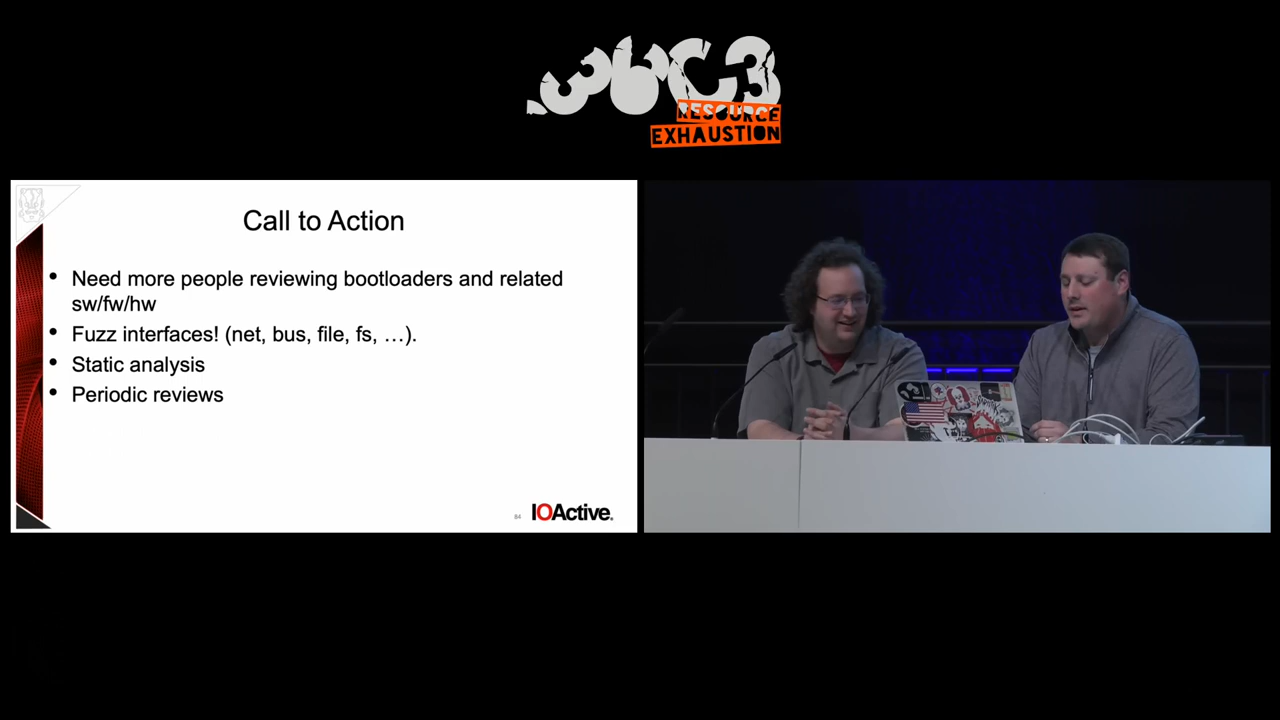 36C3
RESOURCE
EXHAUSTION
Call to Action
• Need more people reviewing bootloaders and related
sw/fw/hw
• Fuzz interfaces! (net, bus, file, fs, …).
• Static analysis
• Periodic reviews
84
IOActive.